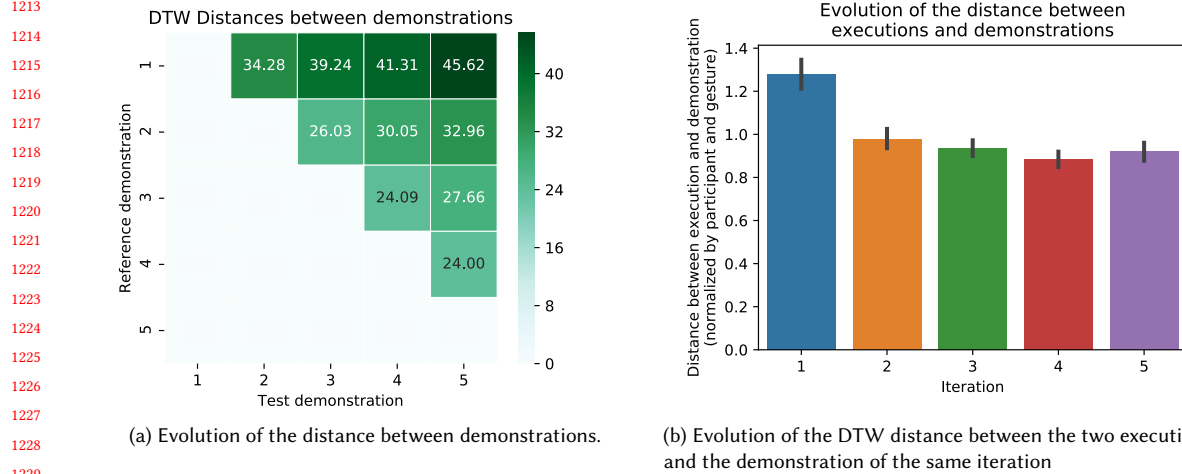 1213
1214
1215
1216
1217
1218
1219
1220
1221
1222
1223
1224
1225
1226
1227
1228
1229
DTW Distances between demonstrations
Reference demonstration
1
2
3
4
5
34.28 39.24 41.31 45.62
26.03 30.05 32.96
24.09 27.66
24.00
1 2 3 4 5
Test demonstration
40
32
24
16
8
0
(a) Evolution of the distance between demonstrations.
Evolution of the distance between
executions and demonstrations
Distance between execution and demonstration
(normalized by participant and gesture)
1.4
1.2
1.0
0.8
0.6
0.4
0.2
0.0
1 2 3 4 5
Iteration
(b) Evolution of the DTW distance between the two executi
and the demonstration of the same iteration